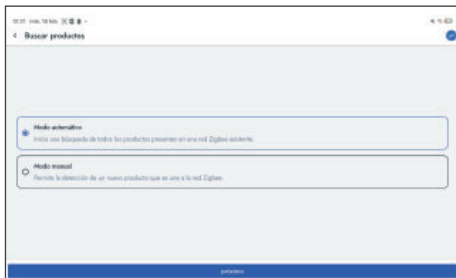 Buscar productos
Modo automático
Inicia una búsqueda de todos los productos presentes en una red Zigbee existente.
Modo manual
Permite la detección de un nuevo producto que se une a la red Zigbee.
próximo